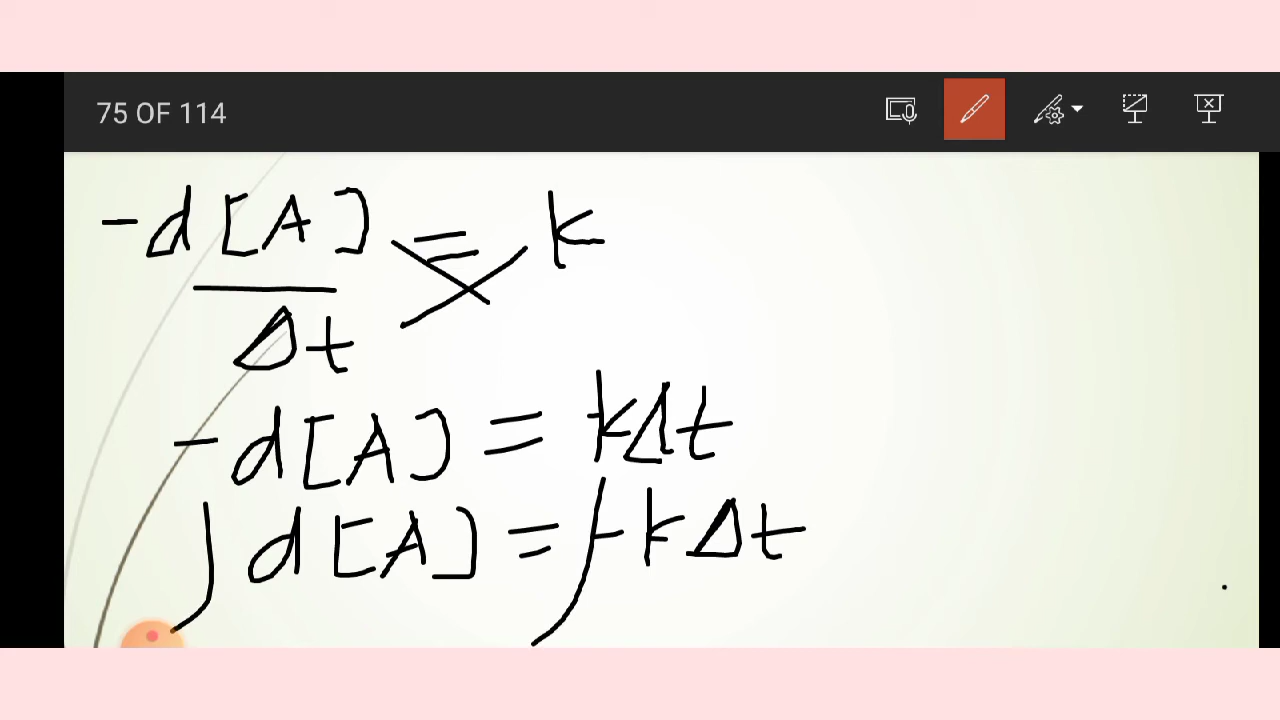 75 OF 114
-d[A] = k
Δt
-d[A] = kΔt
∫d[A] = ∫-kΔt